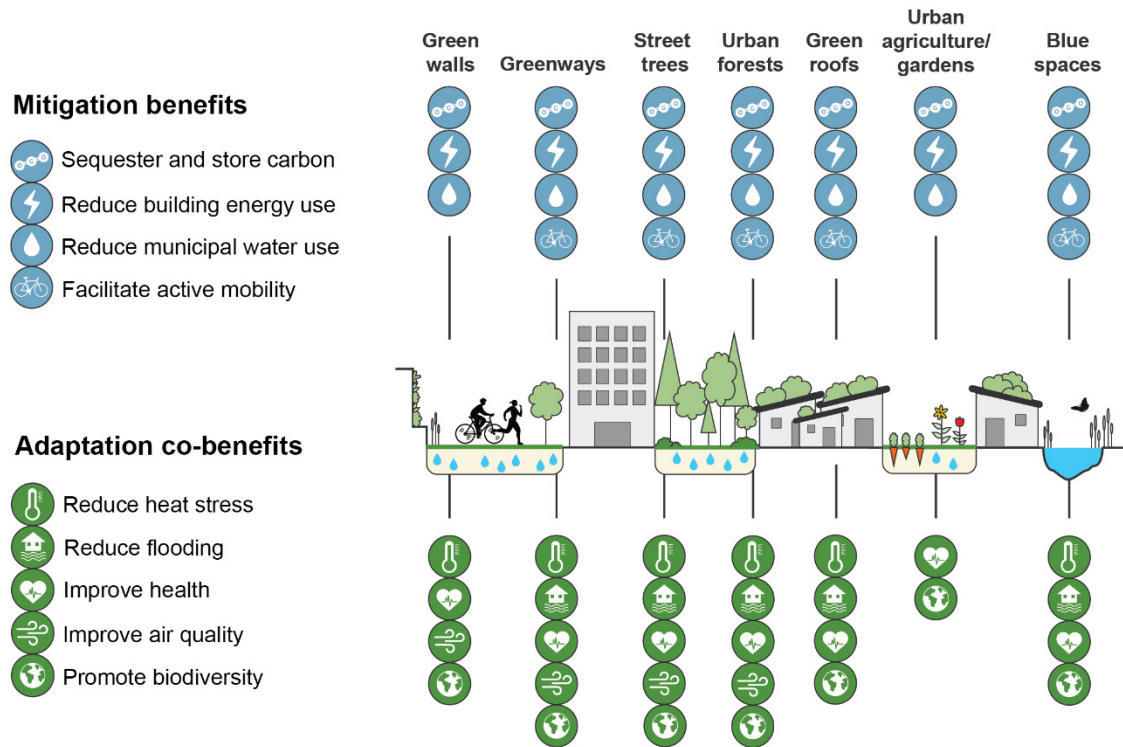 Green
walls
Greenways
Street
trees
Urban
forests
Green
roofs
Urban
agriculture/
gardens
Blue
spaces
Mitigation benefits
Sequester and store carbon
Reduce building energy use
Reduce municipal water use
Facilitate active mobility
Adaptation co-benefits
Reduce heat stress
Reduce flooding
Improve health
Improve air quality
Promote biodiversity